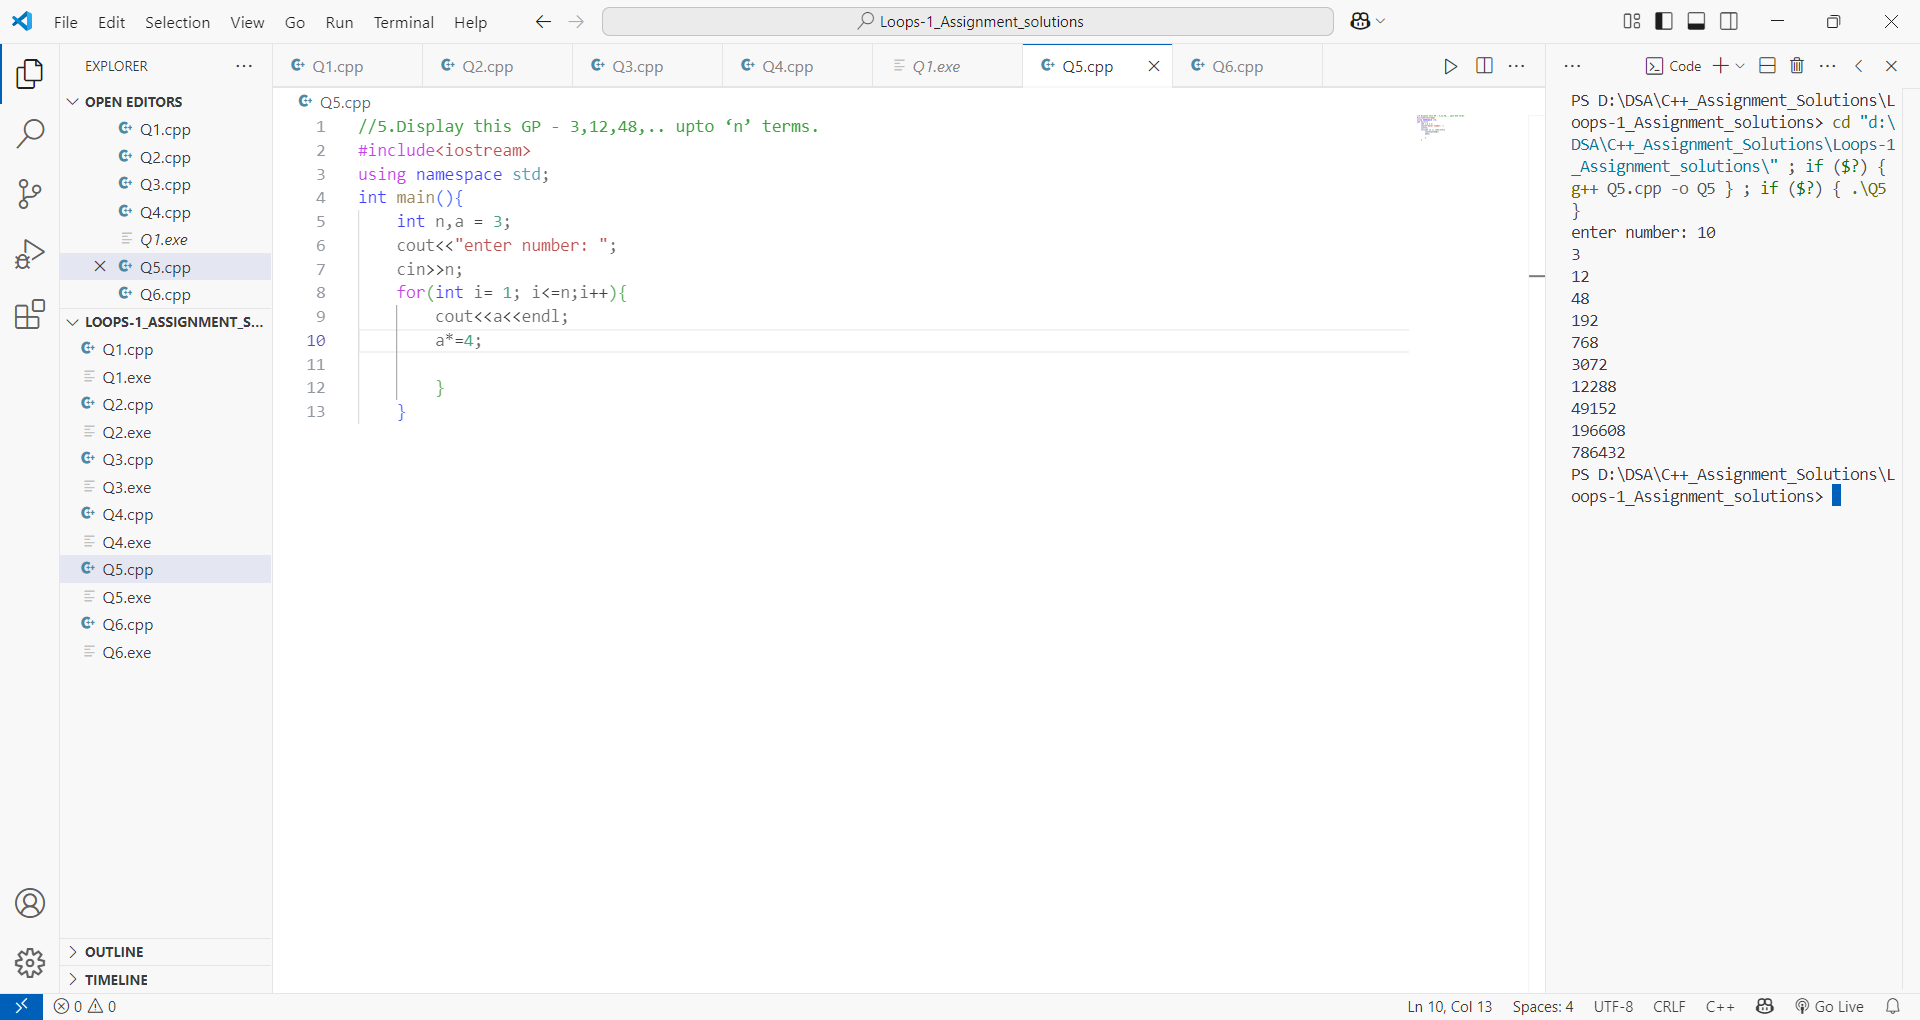 File Edit Selection View Go Run Terminal Help
Loops-1_Assignment_solutions
EXPLORER
OPEN EDITORS
Q1.cpp
Q2.cpp
Q3.cpp
Q4.cpp
Q1.exe
Q5.cpp
Q6.cpp
LOOPS-1_ASSIGNMENT_S...
Q1.cpp
Q1.exe
Q2.cpp
Q2.exe
Q3.cpp
Q3.exe
Q4.cpp
Q4.exe
Q5.cpp
Q5.exe
Q6.cpp
Q6.exe
OUTLINE
TIMELINE
Q1.cpp Q2.cpp Q3.cpp Q4.cpp Q1.exe Q5.cpp Q6.cpp
Q5.cpp
1 //5.Display this GP - 3,12,48,.. upto ‘n’ terms.
2 #include<iostream>
3 using namespace std;
4 int main(){
5 int n,a = 3;
6 cout<<"enter number: ";
7 cin>>n;
8 for(int i= 1; i<=n;i++){
9 cout<<a<<endl;
10 a*=4;
11
12 }
13 }
Code
PS D:\DSA\C++_Assignment_Solutions\L
oops-1_Assignment_solutions> cd "d:\
DSA\C++_Assignment_Solutions\Loops-1
_Assignment_solutions\" ; if ($?) {
g++ Q5.cpp -o Q5 } ; if ($?) { .\Q5
}
enter number: 10
3
12
48
192
768
3072
12288
49152
196608
786432
PS D:\DSA\C++_Assignment_Solutions\L
oops-1_Assignment_solutions>
0 0
Ln 10, Col 13 Spaces: 4 UTF-8 CRLF C++ Go Live